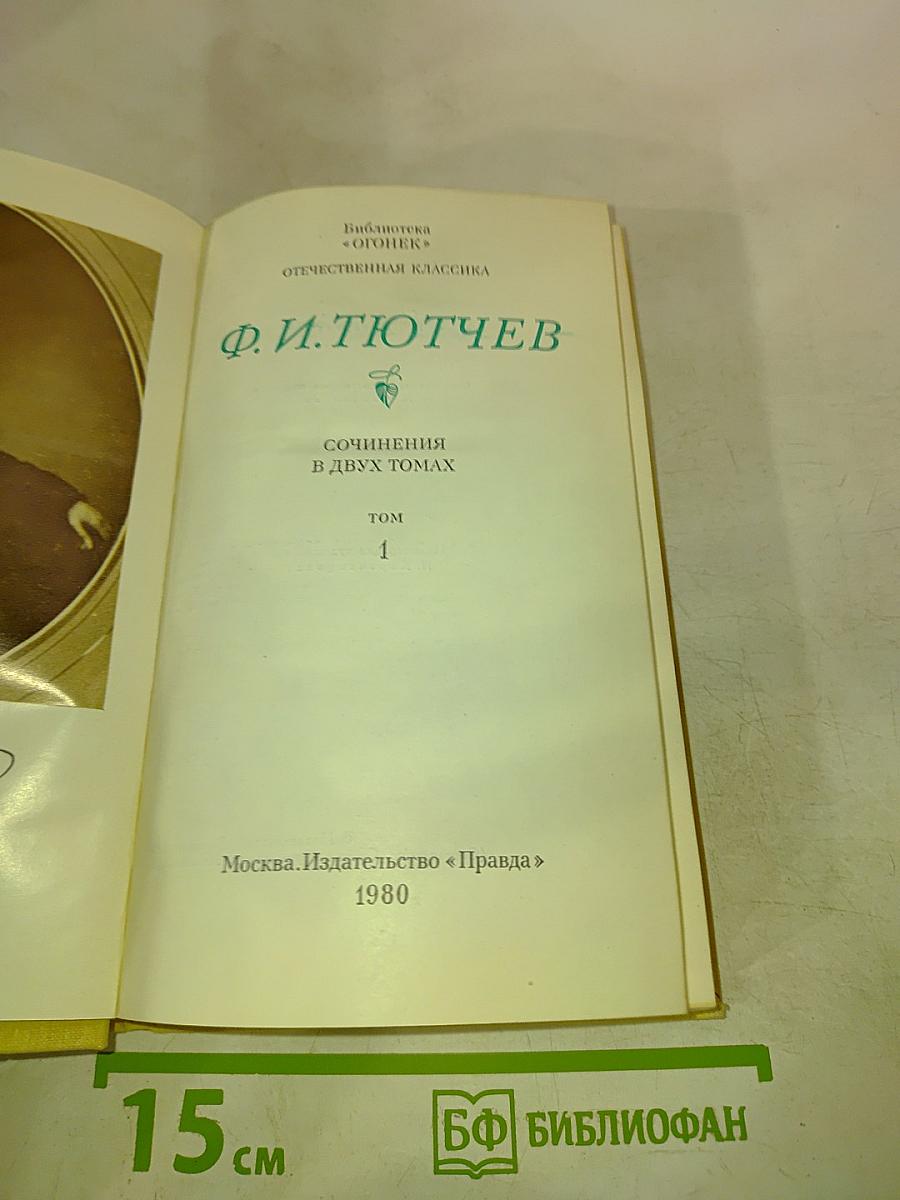 Библиотека
«ОГОНЕК»
ОТЕЧЕСТВЕННАЯ КЛАССИКА
Ф. И. ТЮТЧЕВ
СОЧИНЕНИЯ
В ДВУХ ТОМАХ
ТОМ
1
Москва. Издательство «Правда»
1980
15 см
БФ БИБЛИОФАН